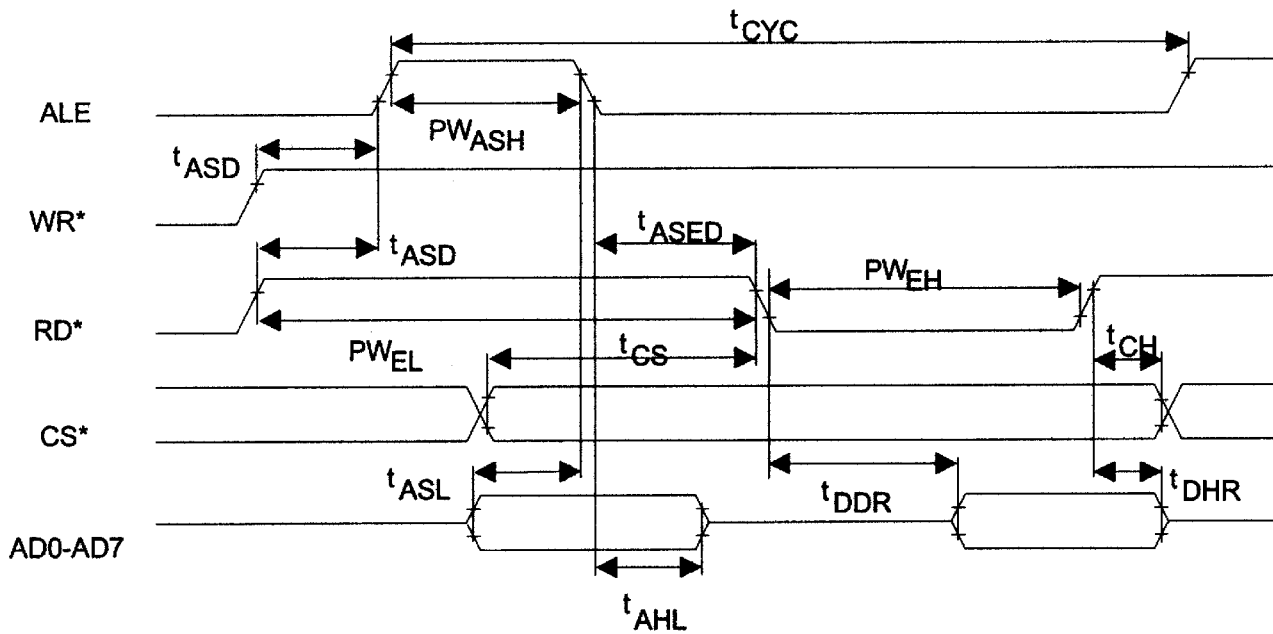 tCYC
ALE
PWASH
tASD
WR*
tASD
tASED
PWEH
RD*
PWEL
tCS
tCH
CS*
tASL
tDDR
tDHR
AD0-AD7
tAHL